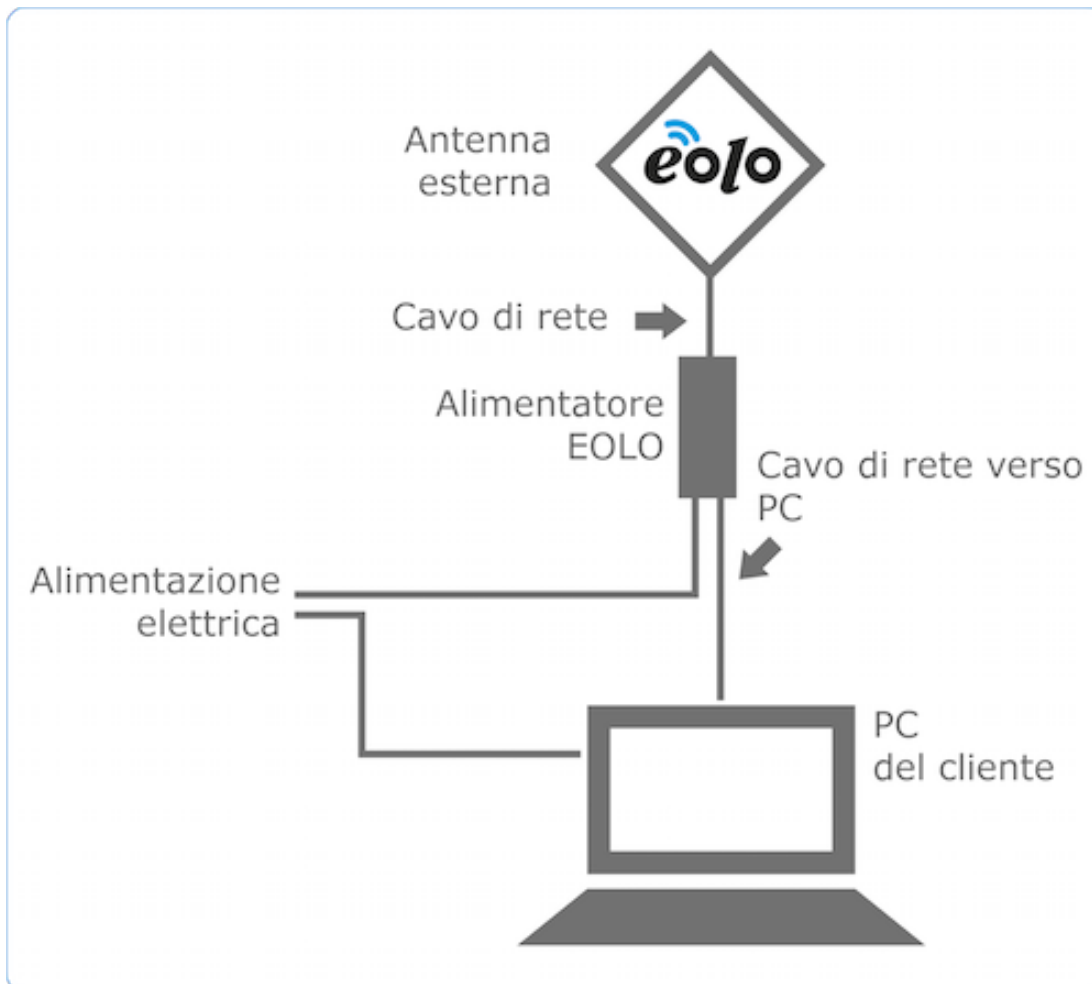 Antenna
esterna
eolo
Cavo di rete
Alimentatore
EOLO
Cavo di rete verso
PC
Alimentazione
elettrica
PC
del cliente